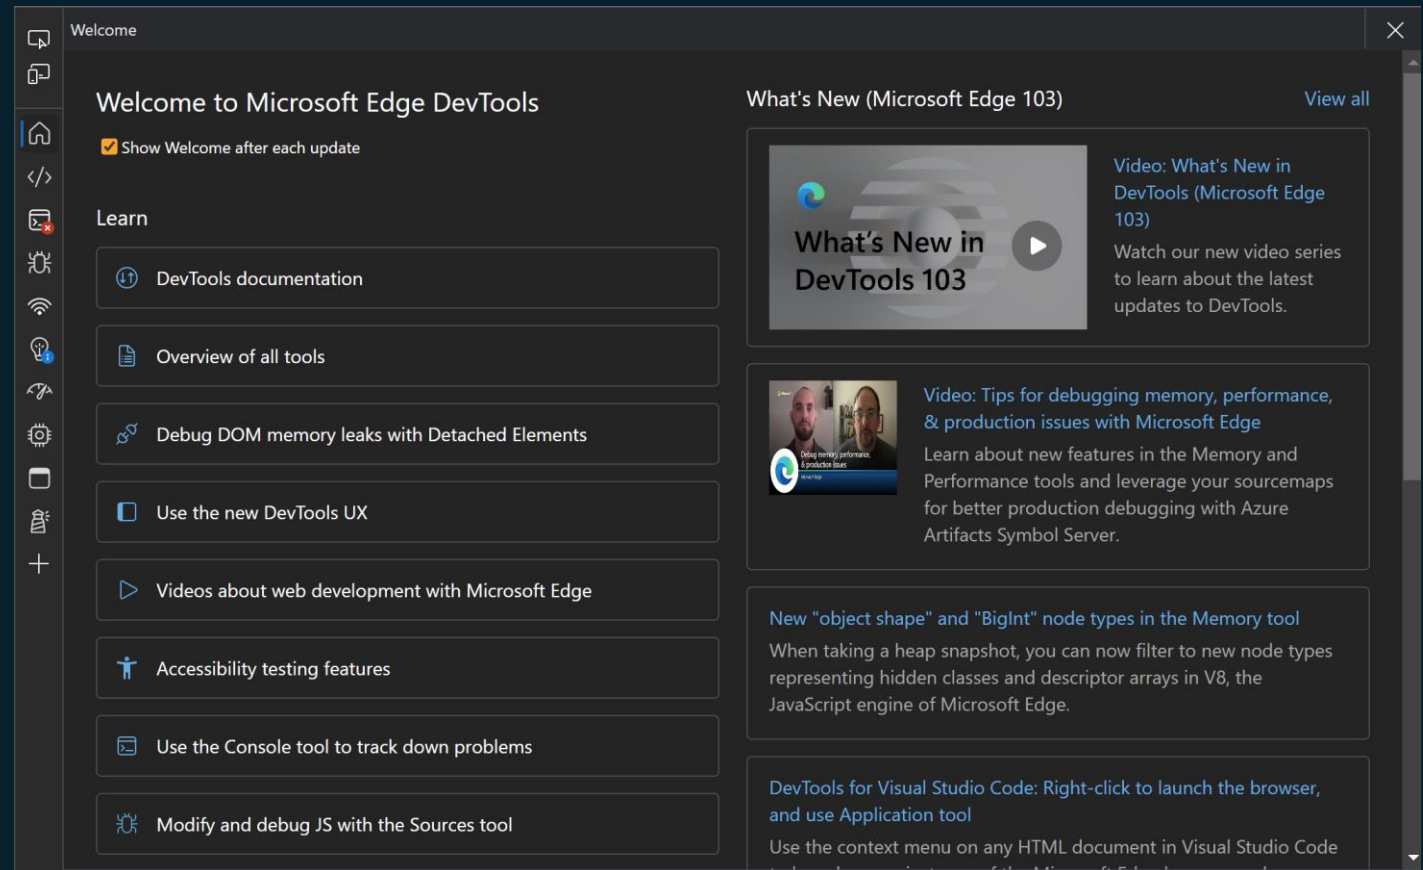 Welcome
Welcome to Microsoft Edge DevTools
Show Welcome after each update
Learn
DevTools documentation
Overview of all tools
Debug DOM memory leaks with Detached Elements
Use the new DevTools UX
Videos about web development with Microsoft Edge
Accessibility testing features
Use the Console tool to track down problems
Modify and debug JS with the Sources tool
What's New (Microsoft Edge 103)
View all
What's New in
DevTools 103
Video: What's New in
DevTools (Microsoft Edge
103)
Watch our new video series
to learn about the latest
updates to DevTools.
Debug memory, performance,
& production issues
Video: Tips for debugging memory, performance,
& production issues with Microsoft Edge
Learn about new features in the Memory and
Performance tools and leverage your sourcemaps
for better production debugging with Azure
Artifacts Symbol Server.
New "object shape" and "BigInt" node types in the Memory tool
When taking a heap snapshot, you can now filter to new node types
representing hidden classes and descriptor arrays in V8, the
JavaScript engine of Microsoft Edge.
DevTools for Visual Studio Code: Right-click to launch the browser,
and use Application tool
Use the context menu on any HTML document in Visual Studio Code